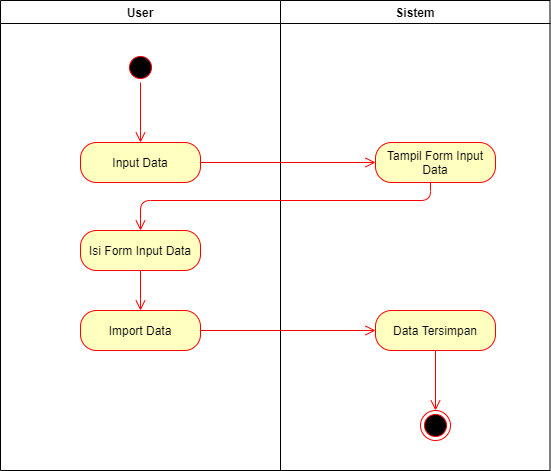 User
Sistem
Input Data
Tampil Form Input
Data
Isi Form Input Data
Import Data
Data Tersimpan